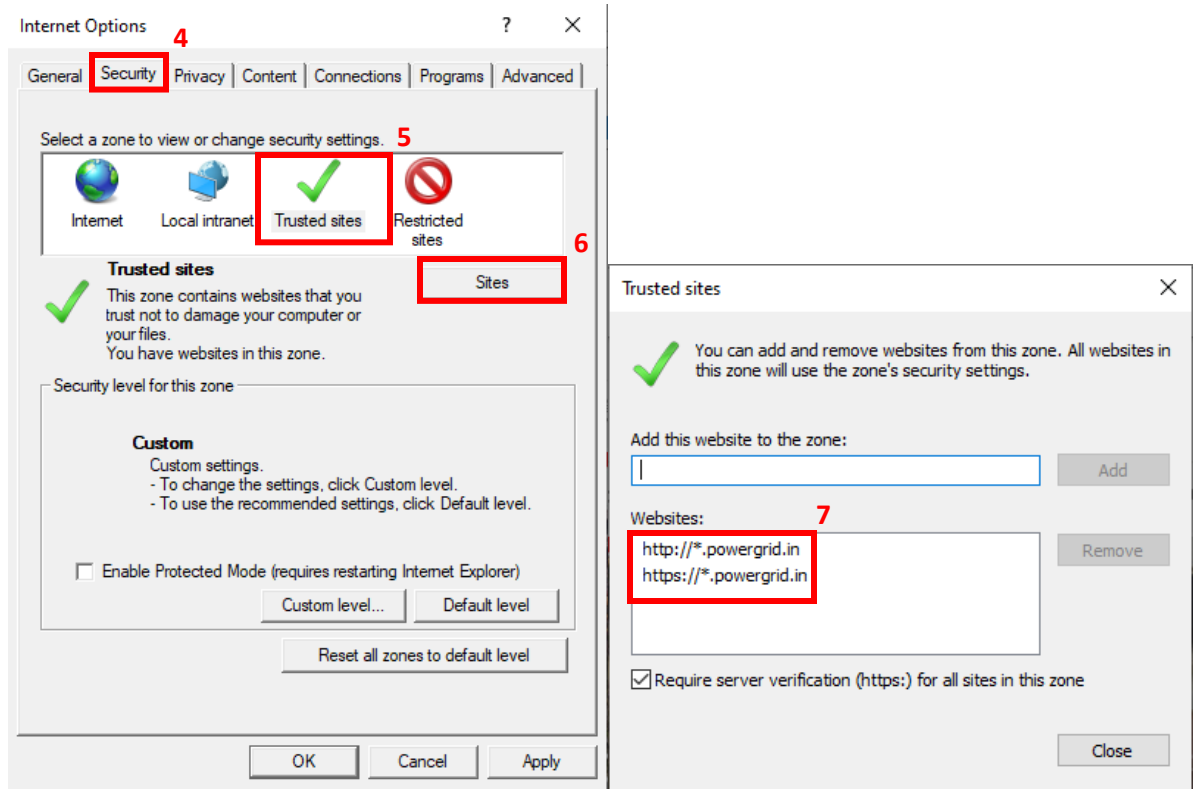 Internet Options
?
4
General Security Privacy Content Connections Programs Advanced
Select a zone to view or change security settings.
5
Internet
Local intranet
Trusted sites
Restricted
sites
6
Trusted sites
Sites
This zone contains websites that you
trust not to damage your computer or
your files.
You have websites in this zone.
Security level for this zone
Custom
Custom settings.
- To change the settings, click Custom level.
- To use the recommended settings, click Default level.
Enable Protected Mode (requires restarting Internet Explorer)
Custom level...
Default level
Reset all zones to default level
OK
Cancel
Apply
Trusted sites
You can add and remove websites from this zone. All websites in
this zone will use the zone's security settings.
Add this website to the zone:
Add
Websites:
7
http://*.powergrid.in
https://*.powergrid.in
Remove
Require server verification (https:) for all sites in this zone
Close